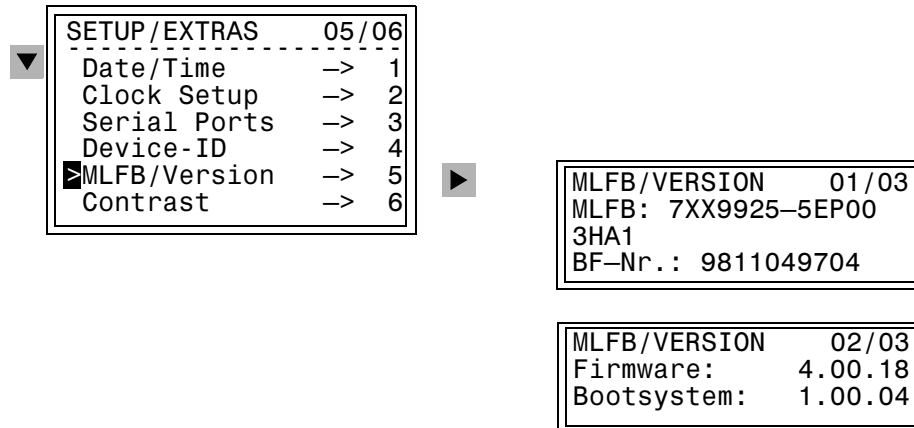 SETUP/EXTRAS 05/06
Date/Time —> 1
Clock Setup —> 2
Serial Ports —> 3
Device-ID —> 4
>MLFB/Version —> 5
Contrast —> 6
MLFB/VERSION 01/03
MLFB: 7XX9925—5EP00
3HA1
BF—Nr.: 9811049704
MLFB/VERSION 02/03
Firmware: 4.00.18
Bootsystem: 1.00.04